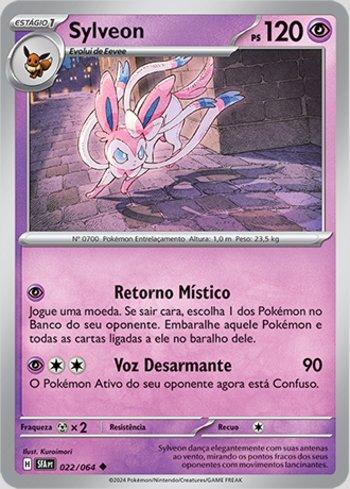 ESTÁGIO 1
Sylveon
PS 120
Evolui de Eevee
Nº 0700 Pokémon Entrelaçamento Altura: 1,0 m Peso: 23,5 kg
Retorno Místico
Jogue uma moeda. Se sair cara, escolha 1 dos Pokémon no
Banco do seu oponente. Embaralhe aquele Pokémon e
todas as cartas ligadas a ele no baralho dele.
Voz Desarmante 90
O Pokémon Ativo do seu oponente agora está Confuso.
Fraqueza ×2 Resistência Recuo
Ilust. Kuroimori
H SFA PT 022/064
Sylveon dança elegantemente com suas antenas
ao vento, mirando os pontos fracos dos seus
oponentes com movimentos lancinantes.
©2024 Pokémon/Nintendo/Creatures/GAME FREAK